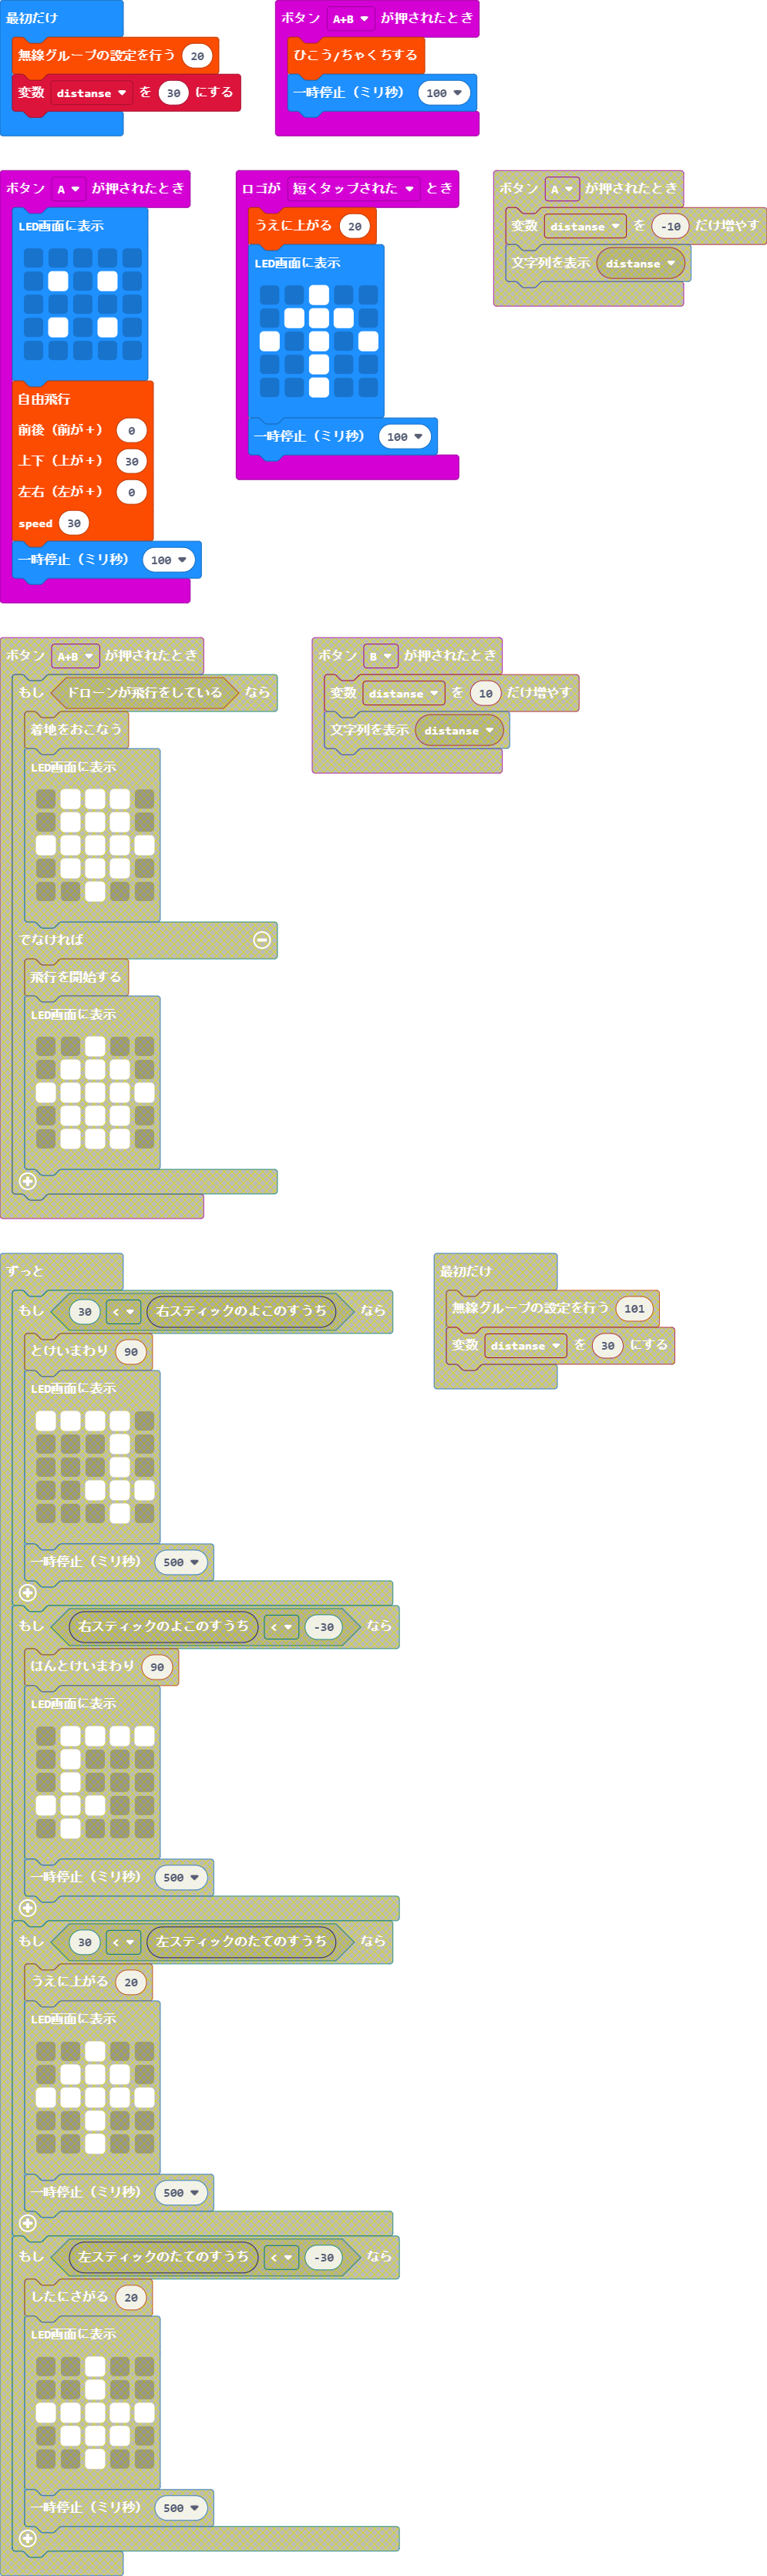 最初だけ
無線グループの設定を行う 20
変数 distanse ▼ を 30 にする
ボタン A+B ▼ が押されたとき
ひこう/ちゃくちする
一時停止（ミリ秒） 100 ▼
ボタン A ▼ が押されたとき
LED画面に表示
自由飛行
前後（前が＋） 0
上下（上が＋） 30
左右（左が＋） 0
speed 30
一時停止（ミリ秒） 100 ▼
ロゴが 短くタップされた ▼ とき
うえに上がる 20
LED画面に表示
一時停止（ミリ秒） 100 ▼
ボタン A ▼ が押されたとき
変数 distanse ▼ を -10 だけ増やす
文字列を表示 distanse ▼
ボタン A+B ▼ が押されたとき
もし ドローンが飛行をしている なら
着地をおこなう
LED画面に表示
でなければ
飛行を開始する
LED画面に表示
ボタン B ▼ が押されたとき
変数 distanse ▼ を 10 だけ増やす
文字列を表示 distanse ▼
ずっと
もし 30 < ▼ 右スティックのよこのすうち なら
とけいまわり 90
LED画面に表示
一時停止（ミリ秒） 500 ▼
もし 右スティックのよこのすうち < ▼ -30 なら
はんとけいまわり 90
LED画面に表示
一時停止（ミリ秒） 500 ▼
もし 30 < ▼ 左スティックのたてのすうち なら
うえに上がる 20
LED画面に表示
一時停止（ミリ秒） 500 ▼
もし 左スティックのたてのすうち < ▼ -30 なら
したにさがる 20
LED画面に表示
一時停止（ミリ秒） 500 ▼
最初だけ
無線グループの設定を行う 101
変数 distanse ▼ を 30 にする